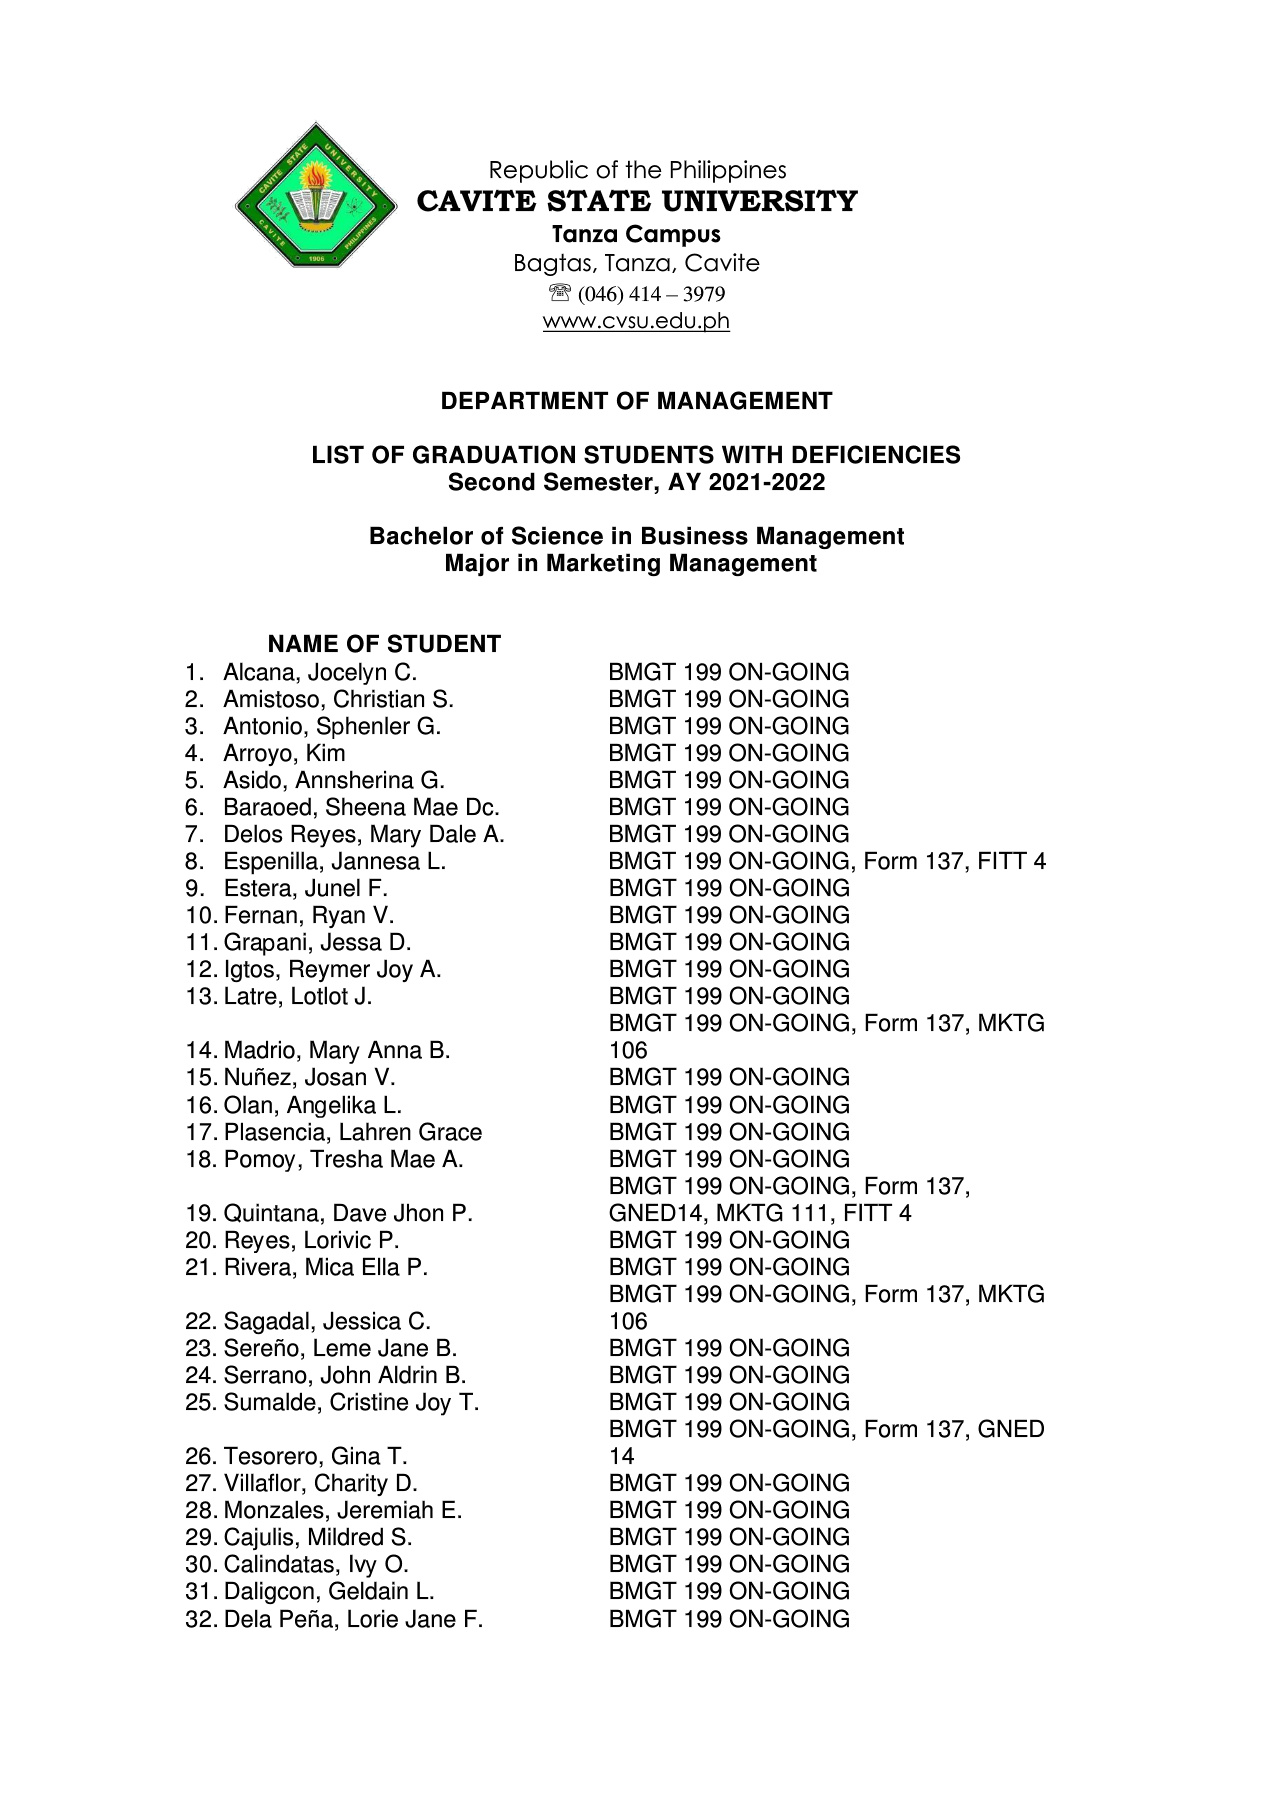 CAVITE STATE UNIVERSITY
CAVITE PHILIPPINES
1906
Republic of the Philippines
CAVITE STATE UNIVERSITY
Tanza Campus
Bagtas, Tanza, Cavite
☏ (046) 414 – 3979
www.cvsu.edu.ph
DEPARTMENT OF MANAGEMENT
LIST OF GRADUATION STUDENTS WITH DEFICIENCIES
Second Semester, AY 2021-2022
Bachelor of Science in Business Management
Major in Marketing Management
NAME OF STUDENT
1. Alcana, Jocelyn C. BMGT 199 ON-GOING
2. Amistoso, Christian S. BMGT 199 ON-GOING
3. Antonio, Sphenler G. BMGT 199 ON-GOING
4. Arroyo, Kim BMGT 199 ON-GOING
5. Asido, Annsherina G. BMGT 199 ON-GOING
6. Baraoed, Sheena Mae Dc. BMGT 199 ON-GOING
7. Delos Reyes, Mary Dale A. BMGT 199 ON-GOING
8. Espenilla, Jannesa L. BMGT 199 ON-GOING, Form 137, FITT 4
9. Estera, Junel F. BMGT 199 ON-GOING
10. Fernan, Ryan V. BMGT 199 ON-GOING
11. Grapani, Jessa D. BMGT 199 ON-GOING
12. Igtos, Reymer Joy A. BMGT 199 ON-GOING
13. Latre, Lotlot J. BMGT 199 ON-GOING
BMGT 199 ON-GOING, Form 137, MKTG
14. Madrio, Mary Anna B. 106
15. Nuñez, Josan V. BMGT 199 ON-GOING
16. Olan, Angelika L. BMGT 199 ON-GOING
17. Plasencia, Lahren Grace BMGT 199 ON-GOING
18. Pomoy, Tresha Mae A. BMGT 199 ON-GOING
BMGT 199 ON-GOING, Form 137,
19. Quintana, Dave Jhon P. GNED14, MKTG 111, FITT 4
20. Reyes, Lorivic P. BMGT 199 ON-GOING
21. Rivera, Mica Ella P. BMGT 199 ON-GOING
BMGT 199 ON-GOING, Form 137, MKTG
22. Sagadal, Jessica C. 106
23. Sereño, Leme Jane B. BMGT 199 ON-GOING
24. Serrano, John Aldrin B. BMGT 199 ON-GOING
25. Sumalde, Cristine Joy T. BMGT 199 ON-GOING
BMGT 199 ON-GOING, Form 137, GNED
26. Tesorero, Gina T. 14
27. Villaflor, Charity D. BMGT 199 ON-GOING
28. Monzales, Jeremiah E. BMGT 199 ON-GOING
29. Cajulis, Mildred S. BMGT 199 ON-GOING
30. Calindatas, Ivy O. BMGT 199 ON-GOING
31. Daligcon, Geldain L. BMGT 199 ON-GOING
32. Dela Peña, Lorie Jane F. BMGT 199 ON-GOING